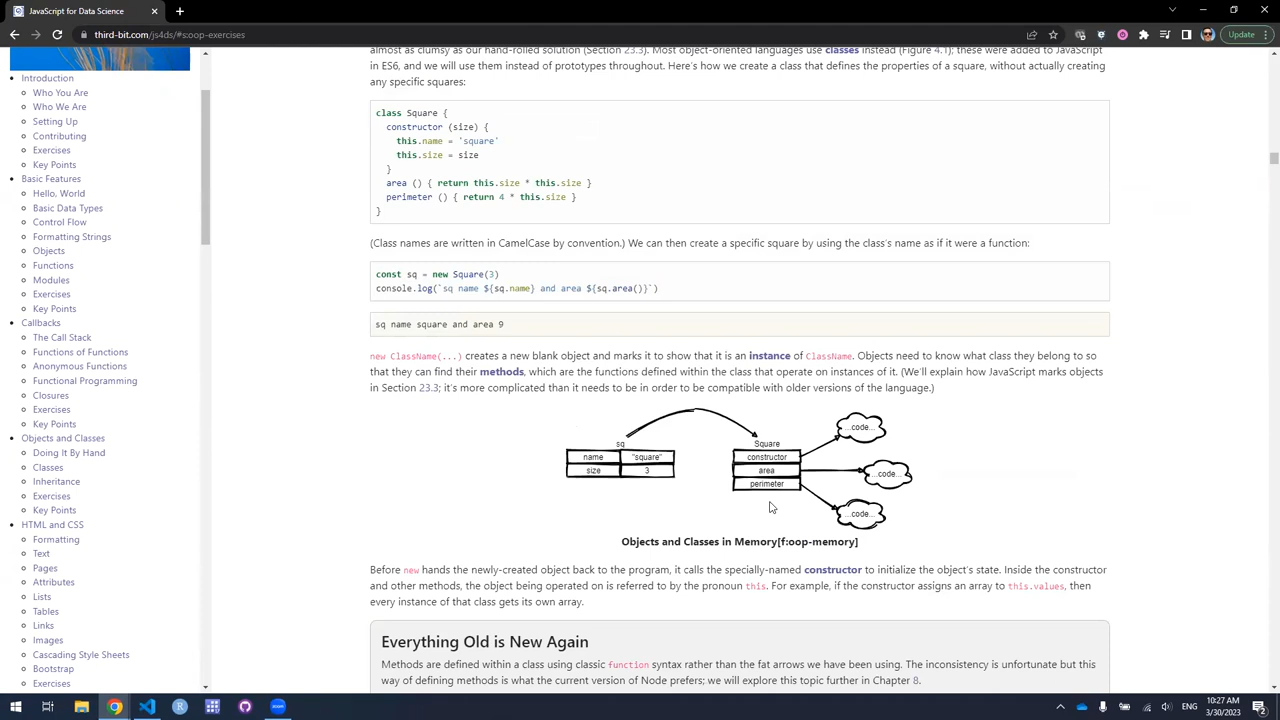 JavaScript for Data Science
third-bit.com/js4ds/#s:oop-exercises
Update
Introduction
Who You Are
Who We Are
Setting Up
Contributing
Exercises
Key Points
Basic Features
Hello, World
Basic Data Types
Control Flow
Formatting Strings
Objects
Functions
Modules
Exercises
Key Points
Callbacks
The Call Stack
Functions of Functions
Anonymous Functions
Functional Programming
Closures
Exercises
Key Points
Objects and Classes
Doing It By Hand
Classes
Inheritance
Exercises
Key Points
HTML and CSS
Formatting
Text
Pages
Attributes
Lists
Tables
Links
Images
Cascading Style Sheets
Bootstrap
Exercises
almost as clumsy as our hand-rolled solution (Section 23.3). Most object-oriented languages use classes instead (Figure 4.1); these were added to JavaScript
in ES6, and we will use them instead of prototypes throughout. Here's how we create a class that defines the properties of a square, without actually creating
any specific squares:
class Square {
constructor (size) {
this.name = 'square'
this.size = size
}
area () { return this.size * this.size }
perimeter () { return 4 * this.size }
}
(Class names are written in CamelCase by convention.) We can then create a specific square by using the class's name as if it were a function:
const sq = new Square(3)
console.log(`sq name ${sq.name} and area ${sq.area()}`)
sq name square and area 9
new ClassName(...) creates a new blank object and marks it to show that it is an instance of ClassName. Objects need to know what class they belong to so
that they can find their methods, which are the functions defined within the class that operate on instances of it. (We'll explain how JavaScript marks objects
in Section 23.3; it's more complicated than it needs to be in order to be compatible with older versions of the language.)
sq
name "square"
size 3
Square
constructor
area
perimeter
...code...
...code...
...code...
Objects and Classes in Memory[f:oop-memory]
Before new hands the newly-created object back to the program, it calls the specially-named constructor to initialize the object's state. Inside the constructor
and other methods, the object being operated on is referred to by the pronoun this. For example, if the constructor assigns an array to this.values, then
every instance of that class gets its own array.
Everything Old is New Again
Methods are defined within a class using classic function syntax rather than the fat arrows we have been using. The inconsistency is unfortunate but this
way of defining methods is what the current version of Node prefers; we will explore this topic further in Chapter 8.
ENG
10:27 AM
3/30/2023